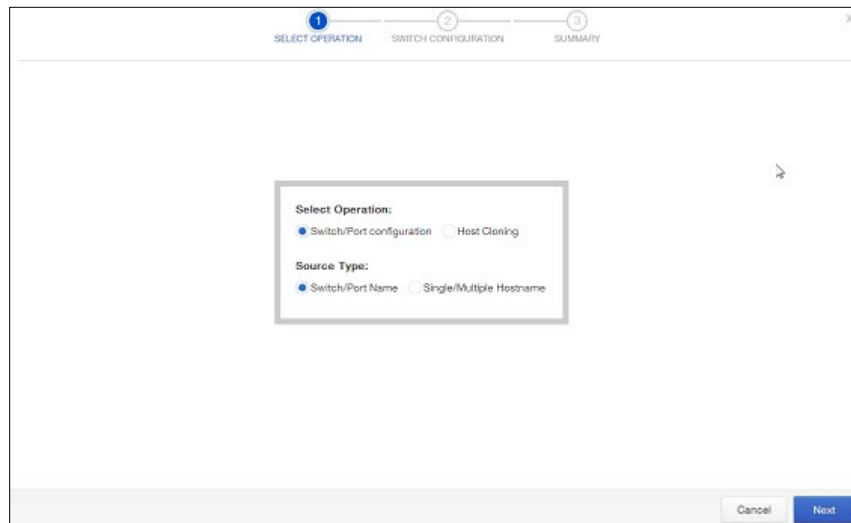 1 2 3
SELECT OPERATION SWITCH CONFIGURATION SUMMARY
X
Select Operation:
Switch/Port configuration Host Cloning
Source Type:
Switch/Port Name Single/Multiple Hostname
Cancel Next